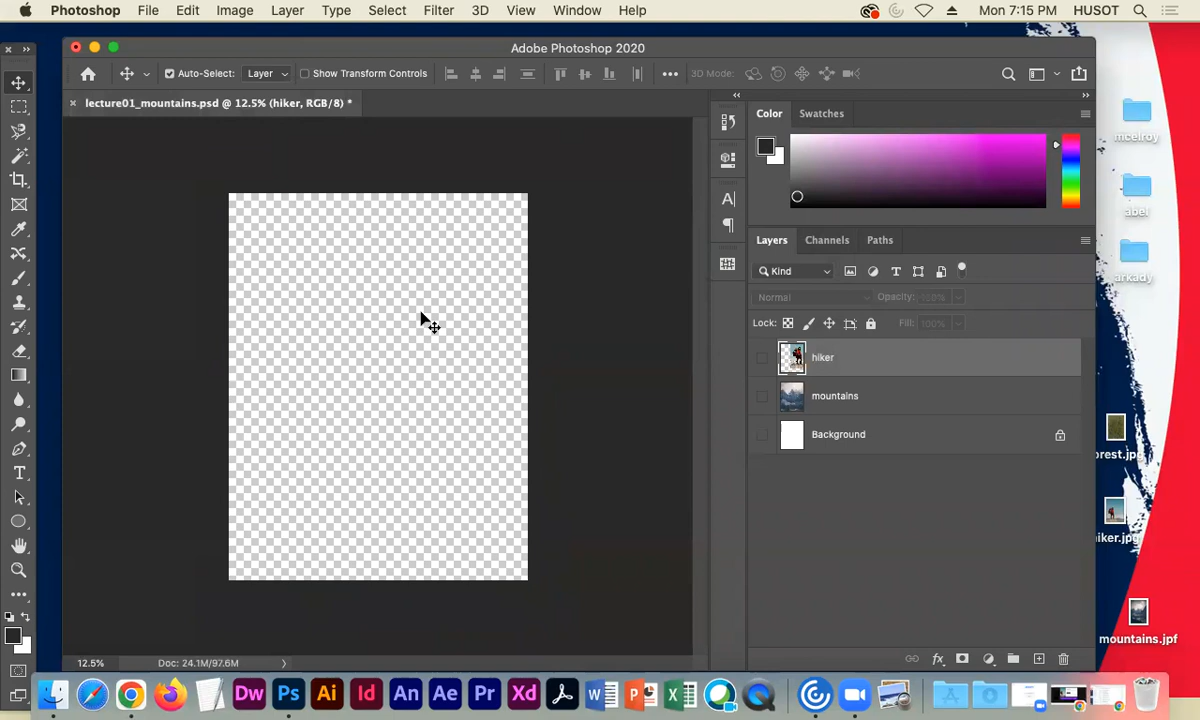 Photoshop File Edit Image Layer Type Select Filter 3D View Window Help Mon 7:15 PM HUSOT
Adobe Photoshop 2020
Auto-Select: Layer Show Transform Controls 3D Mode:
lecture01_mountains.psd @ 12.5% (hiker, RGB/8) *
Color Swatches
mcelroy
abel
arkady
Layers Channels Paths
Kind
Normal Opacity:
Lock: Fill: 100%
hiker
mountains
Background
orest.jpg
hiker.jpg
mountains.jpf
12.5% Doc: 24.1M/97.6M
Dw Ps Ai Id An Ae Pr Xd W P X